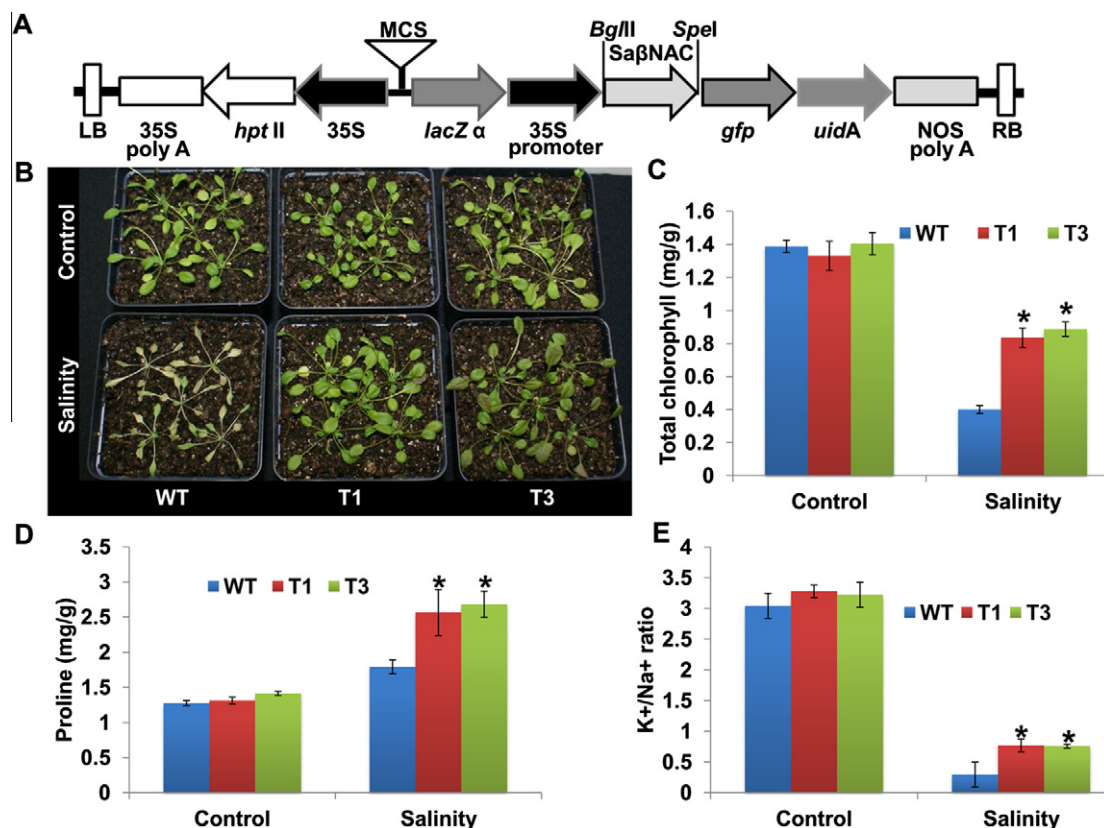 A
MCS
BglII
SpeI
SaβNAC
LB
35S
poly A
hpt II
35S
lacZ α
35S
promoter
gfp
uidA
NOS
poly A
RB
B
Control
Salinity
WT
T1
T3
C
Total chlorophyll (mg/g)
1.6
1.4
1.2
1
0.8
0.6
0.4
0.2
0
WT T1 T3
* *
Control Salinity
D
Proline (mg/g)
3.5
3
2.5
2
1.5
1
0.5
0
WT T1 T3
* *
Control Salinity
E
K+/Na+ ratio
4
3.5
3
2.5
2
1.5
1
0.5
0
WT T1 T3
* *
Control Salinity